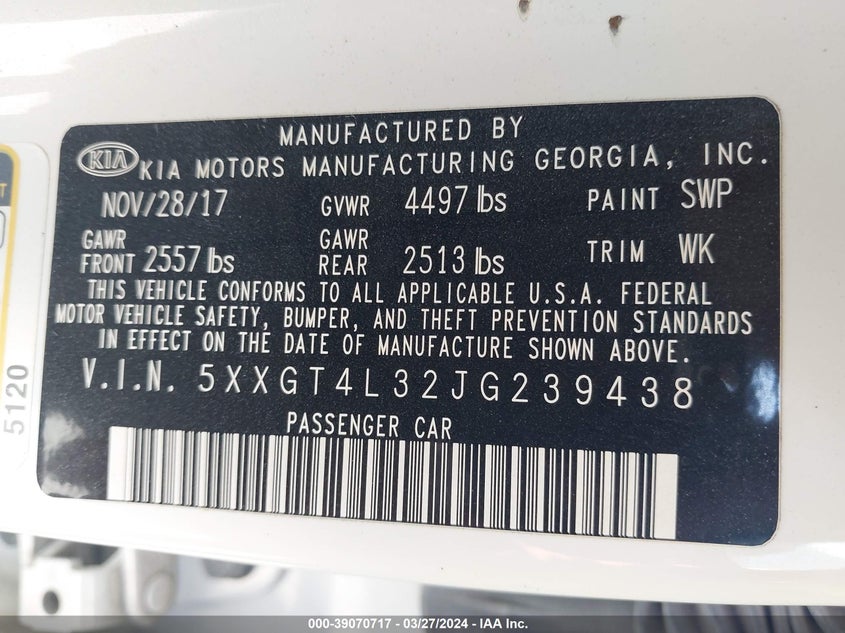 MANUFACTURED BY
KIA KIA MOTORS MANUFACTURING GEORGIA, INC.
NOV/28/17 GVWR 4497 lbs PAINT SWP
GAWR FRONT 2557 lbs GAWR REAR 2513 lbs TRIM WK
THIS VEHICLE CONFORMS TO ALL APPLICABLE U.S.A. FEDERAL
MOTOR VEHICLE SAFETY, BUMPER, AND THEFT PREVENTION STANDARDS
IN EFFECT ON THE DATE OF MANUFACTURE SHOWN ABOVE.
V.I.N. 5XXGT4L32JG239438
PASSENGER CAR
5120
000-39070717 - 03/27/2024 - IAA Inc.